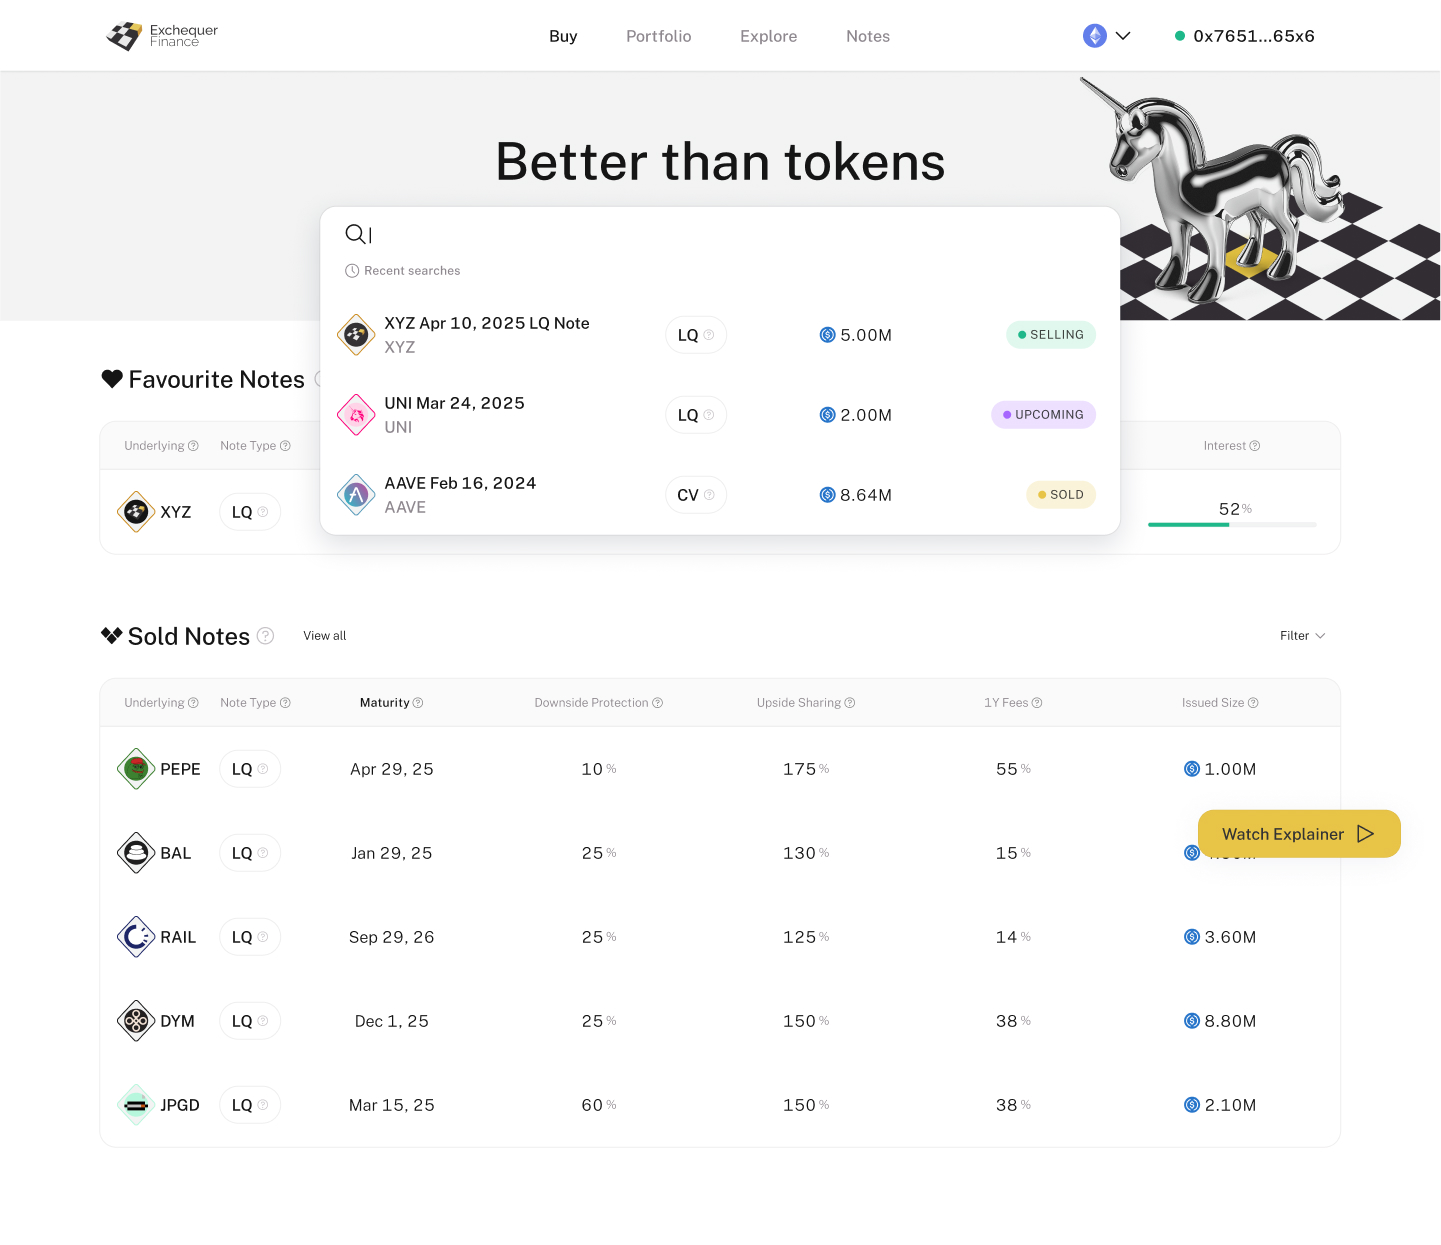 Exchequer
Finance
Buy Portfolio Explore Notes
0x7651...65x6
Better than tokens
Recent searches
XYZ Apr 10, 2025 LQ Note
XYZ
LQ 5.00M SELLING
UNI Mar 24, 2025
UNI
LQ 2.00M UPCOMING
AAVE Feb 16, 2024
AAVE
CV 8.64M SOLD
Favourite Notes
Underlying Note Type Interest
XYZ LQ 52%
Sold Notes View all Filter
Underlying Note Type Maturity Downside Protection Upside Sharing 1Y Fees Issued Size
PEPE LQ Apr 29, 25 10% 175% 55% 1.00M
Watch Explainer
BAL LQ Jan 29, 25 25% 130% 15%
RAIL LQ Sep 29, 26 25% 125% 14% 3.60M
DYM LQ Dec 1, 25 25% 150% 38% 8.80M
JPGD LQ Mar 15, 25 60% 150% 38% 2.10M